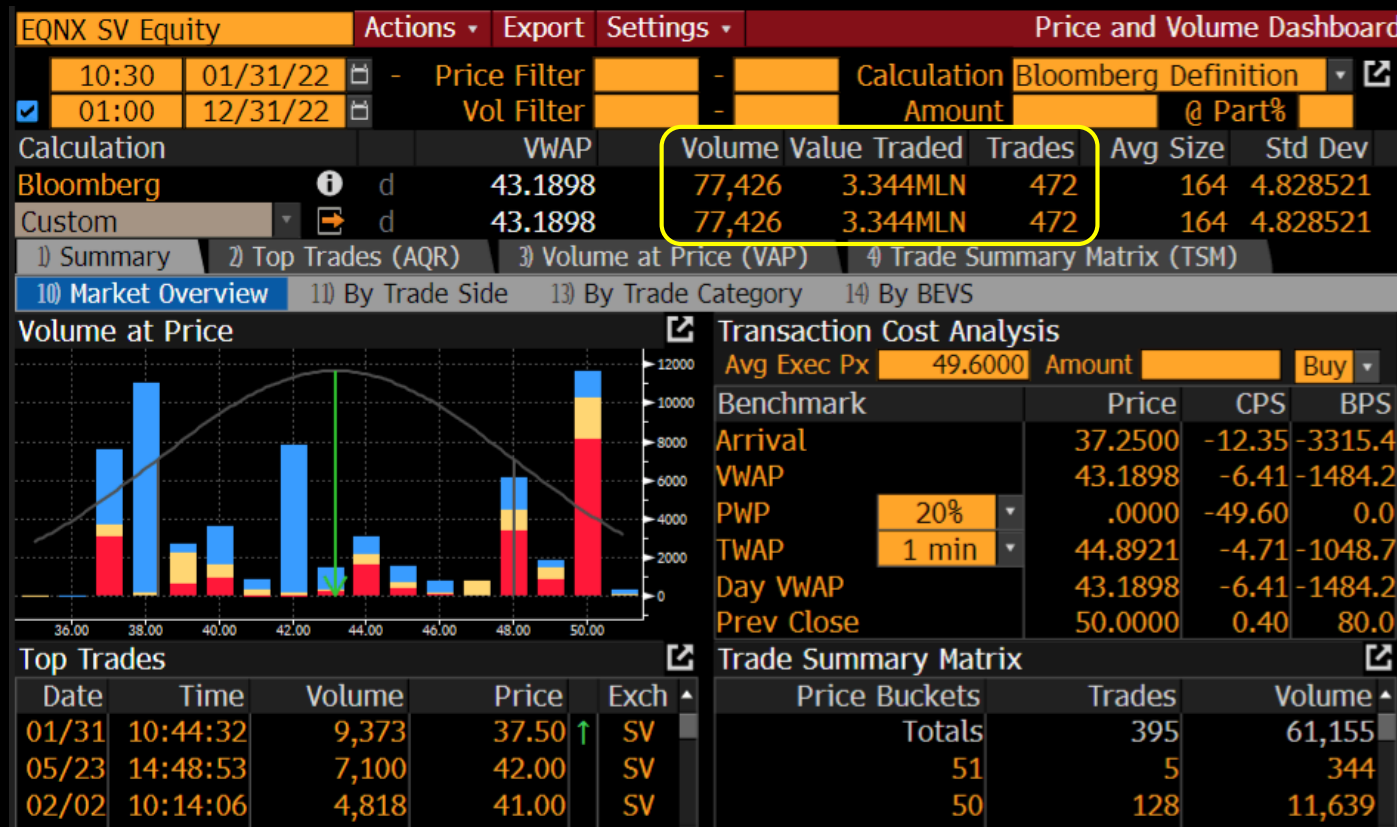 EQNX SV Equity Actions Export Settings Price and Volume Dashboard
10:30 01/31/22 - Price Filter - Calculation Bloomberg Definition
01:00 12/31/22 Vol Filter - Amount @ Part%
Calculation VWAP Volume Value Traded Trades Avg Size Std Dev
Bloomberg d 43.1898 77,426 3.344MLN 472 164 4.828521
Custom d 43.1898 77,426 3.344MLN 472 164 4.828521
1) Summary 2) Top Trades (AQR) 3) Volume at Price (VAP) 4) Trade Summary Matrix (TSM)
10) Market Overview 11) By Trade Side 13) By Trade Category 14) By BEVS
Volume at Price
12000
10000
8000
6000
4000
2000
0
36.00 38.00 40.00 42.00 44.00 46.00 48.00 50.00
Transaction Cost Analysis
Avg Exec Px 49.6000 Amount Buy
Benchmark Price CPS BPS
Arrival 37.2500 -12.35 -3315.4
VWAP 43.1898 -6.41 -1484.2
PWP 20% .0000 -49.60 0.0
TWAP 1 min 44.8921 -4.71 -1048.7
Day VWAP 43.1898 -6.41 -1484.2
Prev Close 50.0000 0.40 80.0
Top Trades
Date Time Volume Price Exch
01/31 10:44:32 9,373 37.50 ↑ SV
05/23 14:48:53 7,100 42.00 SV
02/02 10:14:06 4,818 41.00 SV
Trade Summary Matrix
Price Buckets Trades Volume
Totals 395 61,155
51 5 344
50 128 11,639